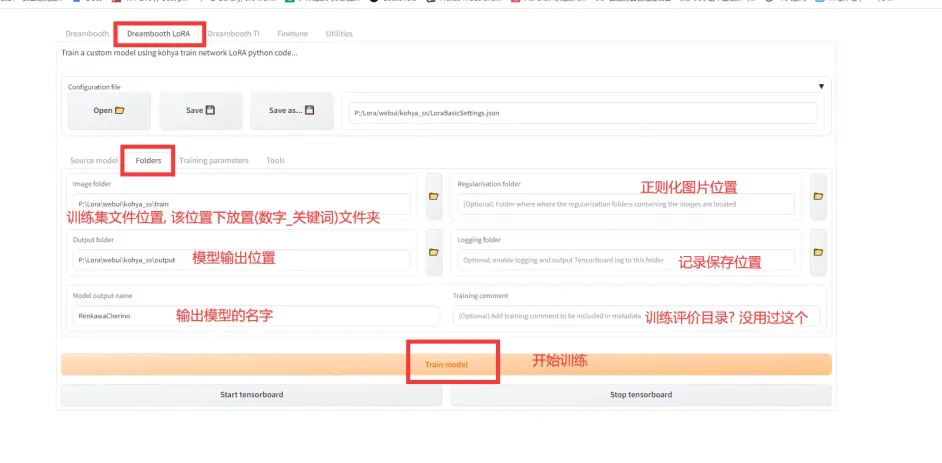 Dreambooth Dreambooth LoRA Dreambooth TI Finetune Utilities
Train a custom model using kohya train network LoRA python code...
Configuration file ▼
Open 📂 Save 💾 Save as... 💾 P:/Lora/webui/kohya_ss/LoraBasicSettings.json
Source model Folders Training parameters Tools
Image folder
P:\Lora\webui\kohya_ss\train
训练集文件位置, 该位置下放置(数字_关键词)文件夹
Regularisation folder
正则化图片位置
(Optional) Folder where where the regularization folders containing the images are located
Output folder
P:\Lora\webui\kohya_ss\output 模型输出位置
Logging folder
Optional: enable logging and output TensorBoard log to this folder 记录保存位置
Model output name
RenkawaCherino 输出模型的名字
Training comment
(Optional) Add training comment to be included in metadata 训练评价目录? 没用过这个
Train model 开始训练
Start tensorboard Stop tensorboard